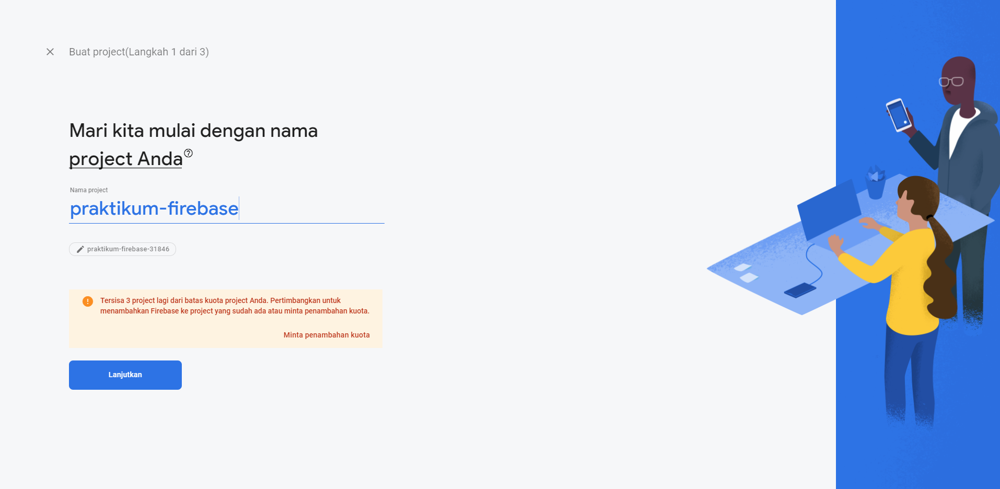 Buat project(Langkah 1 dari 3)
Mari kita mulai dengan nama
project Anda
Nama project
praktikum-firebase
praktikum-firebase-31846
Tersisa 3 project lagi dari batas kuota project Anda. Pertimbangkan untuk
menambahkan Firebase ke project yang sudah ada atau minta penambahan kuota.
Minta penambahan kuota
Lanjutkan